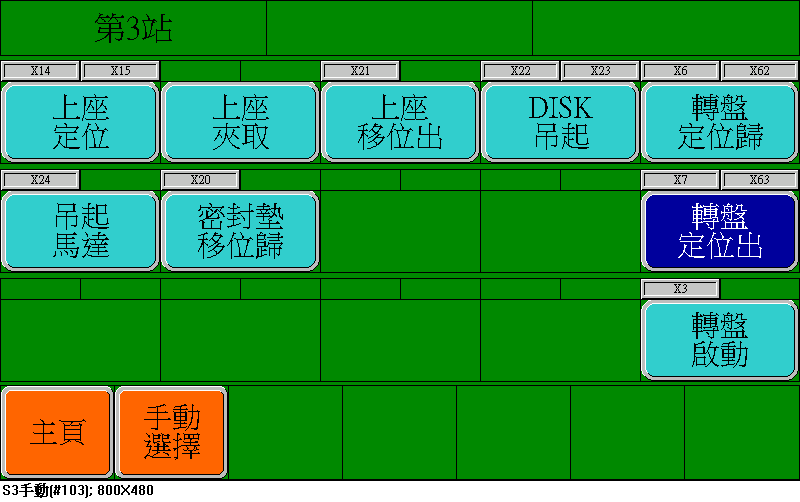 第3站
X14 X15 X21 X22 X23 X6 X62
上座 上座 上座 DISK 轉盤
定位 夾取 移位出 吊起 定位歸
X24 X20 X7 X63
吊起 密封墊 轉盤
馬達 移位歸 定位出
X3
轉盤
啟動
主頁 手動
選擇
S3手動(#103); 800X480